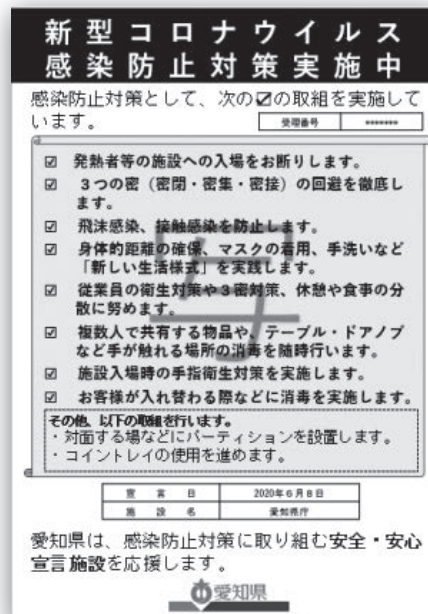 新型コロナウイルス
感染防止対策実施中
感染防止対策として、次の☑の取組を実施して
います。
受理番号 *******
☑ 発熱者等の施設への入場をお断りします。
☑ 3つの密（密閉・密集・密接）の回避を徹底し
ます。
☑ 飛沫感染、接触感染を防止します。
☑ 身体的距離の確保、マスクの着用、手洗いなど
「新しい生活様式」を実践します。
☑ 従業員の衛生対策や3密対策、休憩や食事の分
散に努めます。
☑ 複数人で共有する物品や、テーブル・ドアノブ
など手が触れる場所の消毒を随時行います。
☑ 施設入場時の手指衛生対策を実施します。
☑ お客様が入れ替わる際などに消毒を実施します。
写
その他、以下の取組を行います。
・対面する場などにパーティションを設置します。
・コイントレイの使用を進めます。
宣言日 2020年6月8日
施設名 愛知県庁
愛知県は、感染防止対策に取り組む安全・安心
宣言施設を応援します。
愛知県